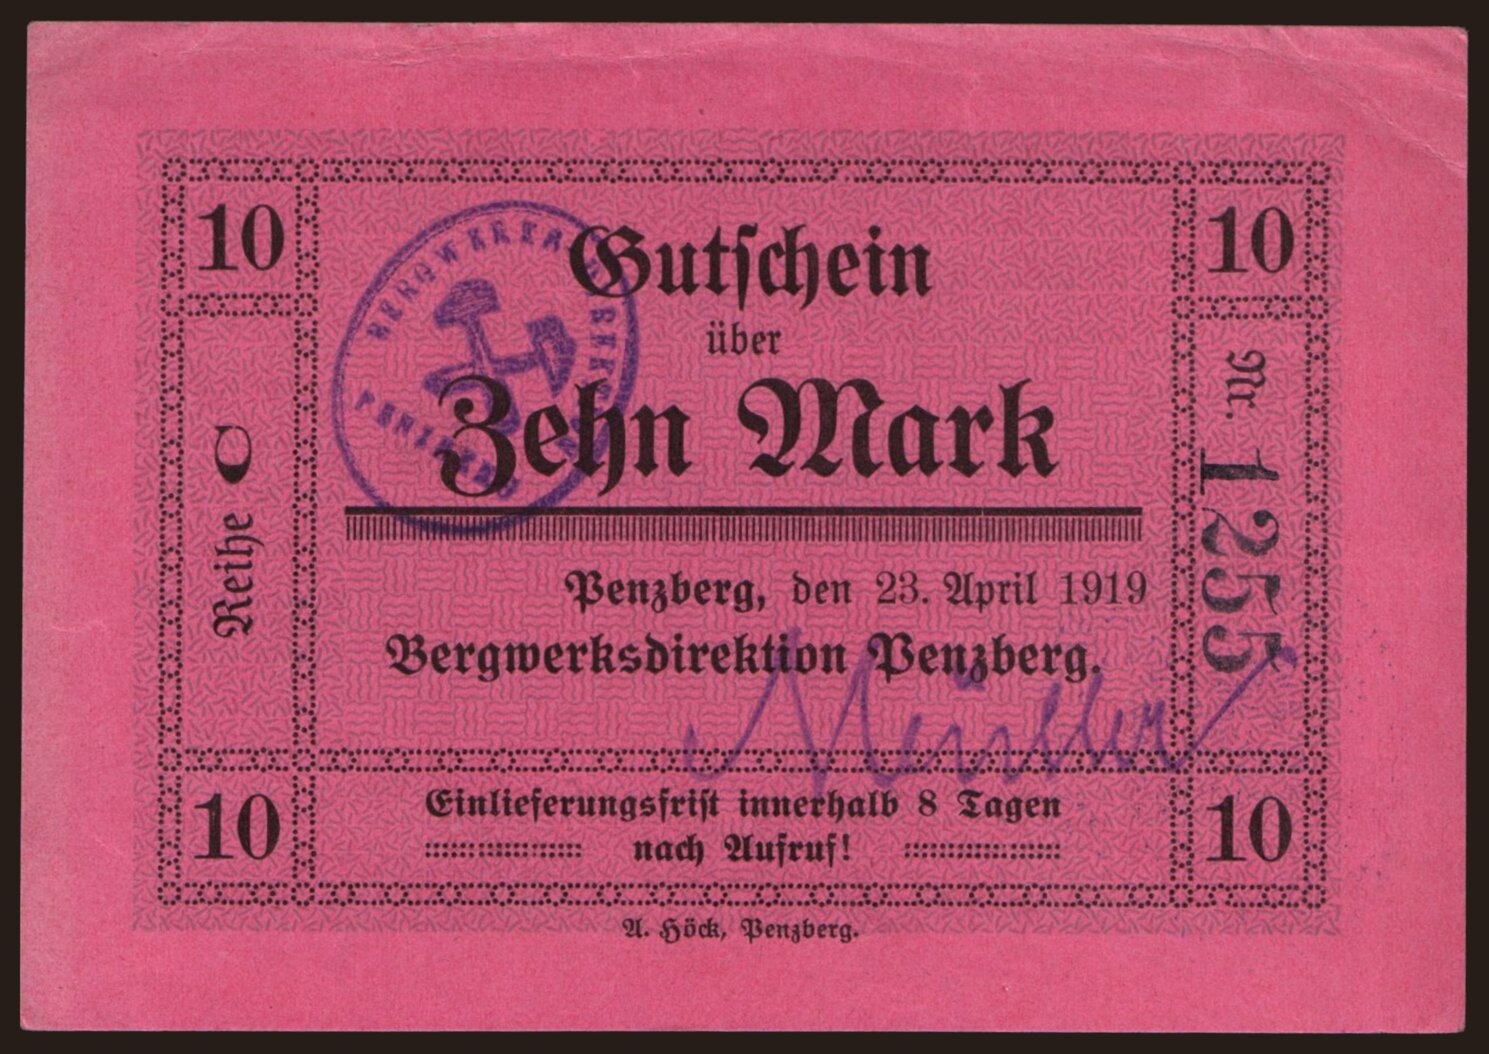 10
10
Gutschein
über
Zehn Mark
Reihe C
Nr. 1255
Penzberg, den 23. April 1919
Bergwerksdirektion Penzberg.
10
10
Einlieferungsfrist innerhalb 8 Tagen
nach Aufruf!
A. Höck, Penzberg.
PENZBERG